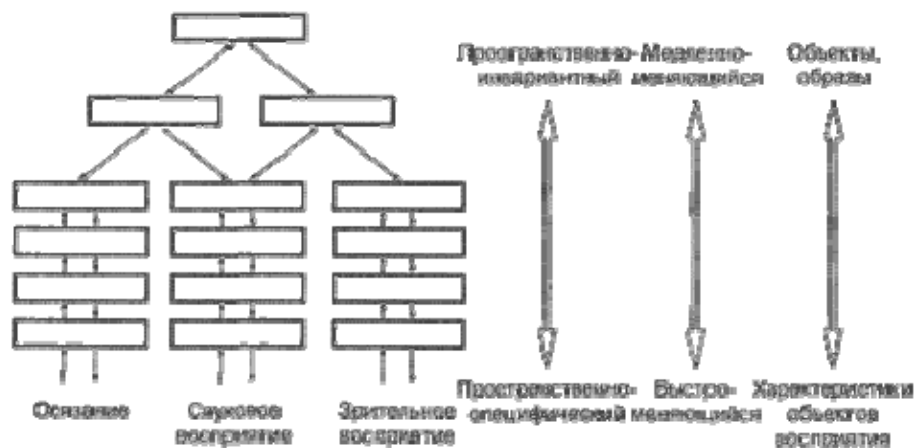 Пространственно- Медленно- Объекты,
инвариантный меняющийся образы
Осязание Слуховое Зрительное Пространственно- Быстро- Характеристики
восприятие восприятие специфический меняющийся объектов
восприятия